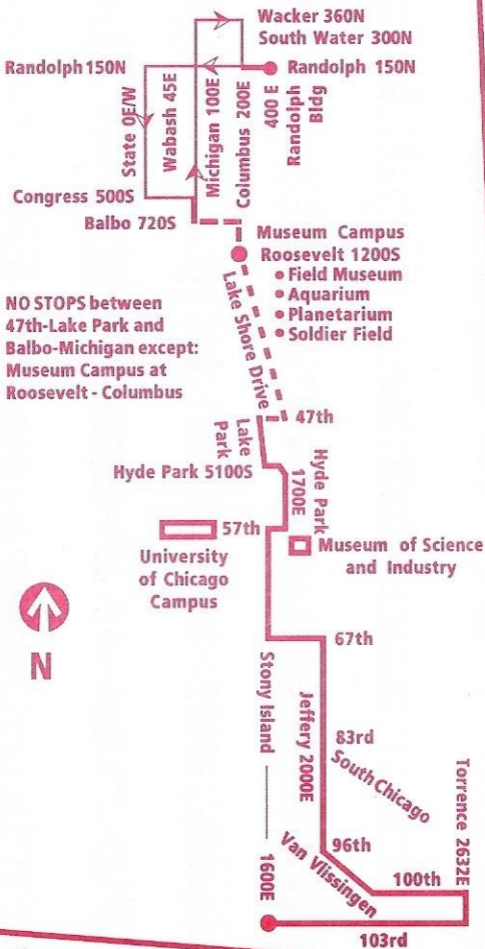 Wacker 360N
South Water 300N
Randolph 150N
Randolph 150N
State 0E/W
Wabash 45E
Michigan 100E
Columbus 200E
400 E
Randolph
Bldg
Congress 500S
Balbo 720S
Museum Campus
Roosevelt 1200S
• Field Museum
• Aquarium
• Planetarium
• Soldier Field
NO STOPS between
47th-Lake Park and
Balbo-Michigan except:
Museum Campus at
Roosevelt - Columbus
Lake Shore Drive
47th
Lake
Park
Hyde Park 5100S
Hyde Park
1700E
57th
University
of Chicago
Campus
Museum of Science
and Industry
N
67th
Stony Island
1600E
Jeffery 2000E
83rd
South Chicago
Torrence 2632E
96th
Van Vlissingen
100th
103rd